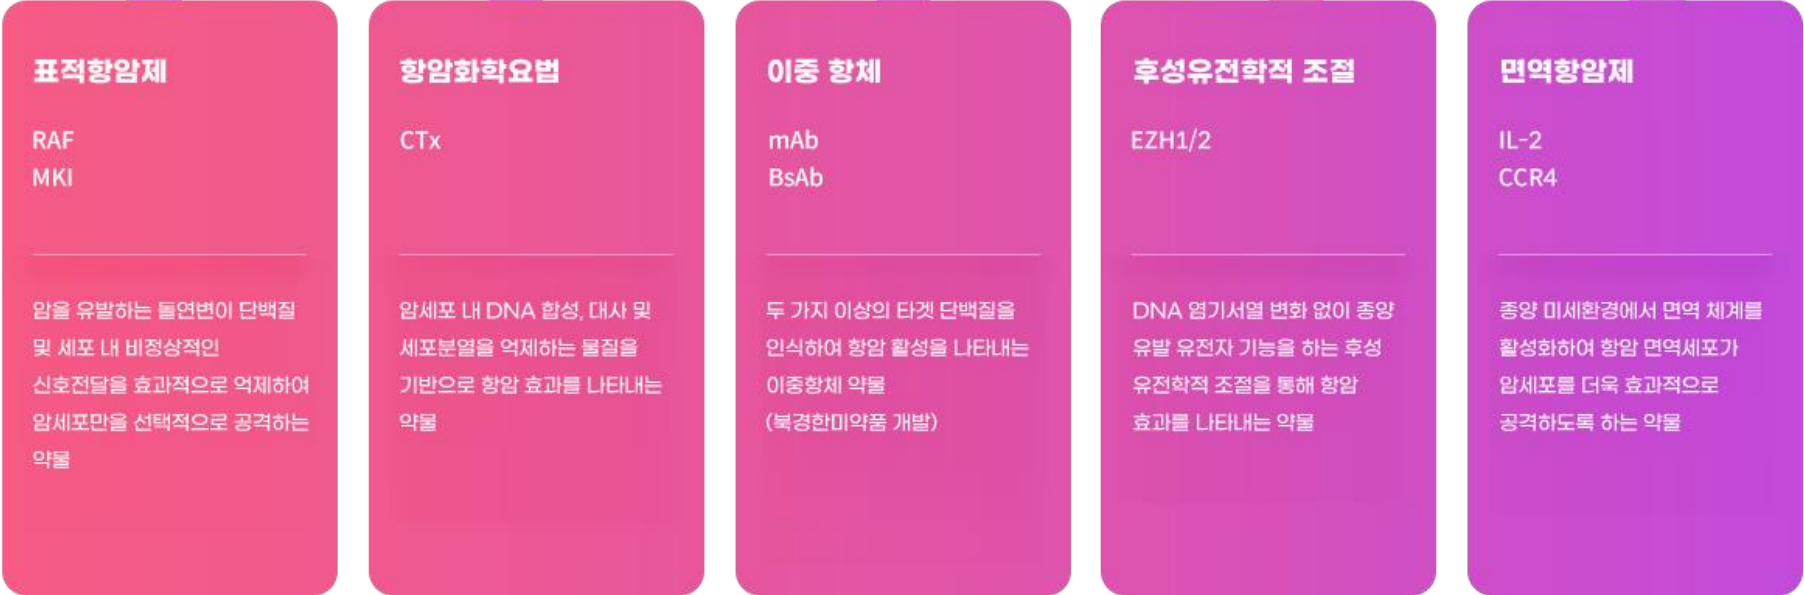 표적항암제
RAF
MKI
암을 유발하는 돌연변이 단백질
및 세포 내 비정상적인
신호전달을 효과적으로 억제하여
암세포만을 선택적으로 공격하는
약물
항암화학요법
CTx
암세포 내 DNA 합성, 대사 및
세포분열을 억제하는 물질을
기반으로 항암 효과를 나타내는
약물
이중 항체
mAb
BsAb
두 가지 이상의 타겟 단백질을
인식하여 항암 활성을 나타내는
이중항체 약물
(북경한미약품 개발)
후성유전학적 조절
EZH1/2
DNA 염기서열 변화 없이 종양
유발 유전자 기능을 하는 후성
유전학적 조절을 통해 항암
효과를 나타내는 약물
면역항암제
IL-2
CCR4
종양 미세환경에서 면역 체계를
활성화하여 항암 면역세포가
암세포를 더욱 효과적으로
공격하도록 하는 약물